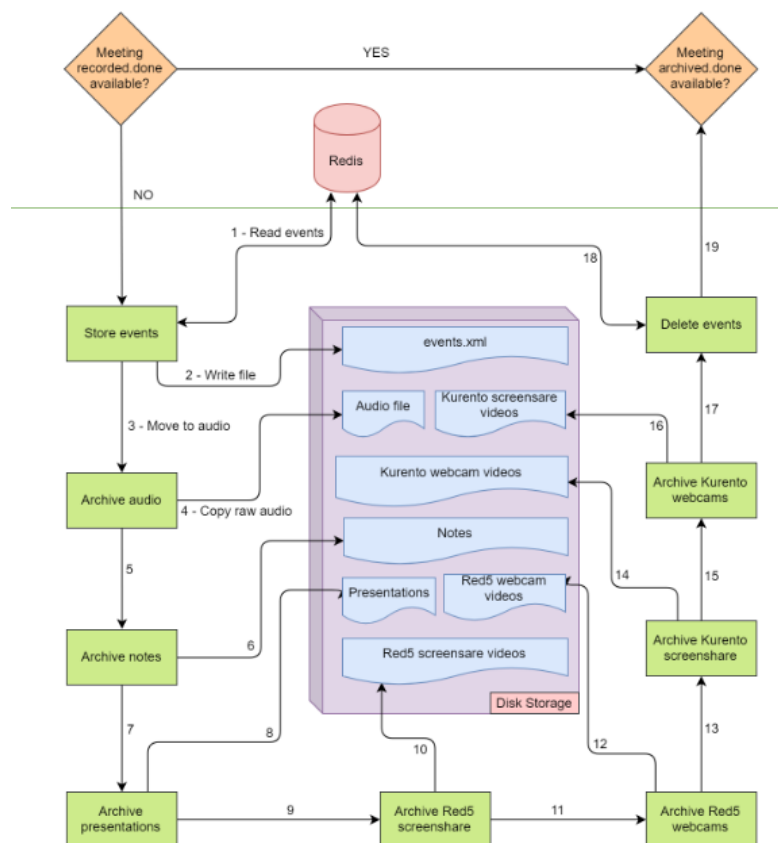 Meeting
recorded.done
available?
YES
Meeting
archived.done
available?
Redis
NO
1 - Read events
18
19
Store events
Delete events
events.xml
2 - Write file
17
3 - Move to audio
Audio file
Kurento screensare
videos
16
Archive audio
4 - Copy raw audio
Kurento webcam videos
Archive Kurento
webcams
5
Notes
14
15
Presentations
Red5 webcam
videos
Archive notes
6
Red5 screensare videos
Archive Kurento
screenshare
Disk Storage
7
8
10
12
13
Archive
presentations
9
Archive Red5
screenshare
11
Archive Red5
webcams